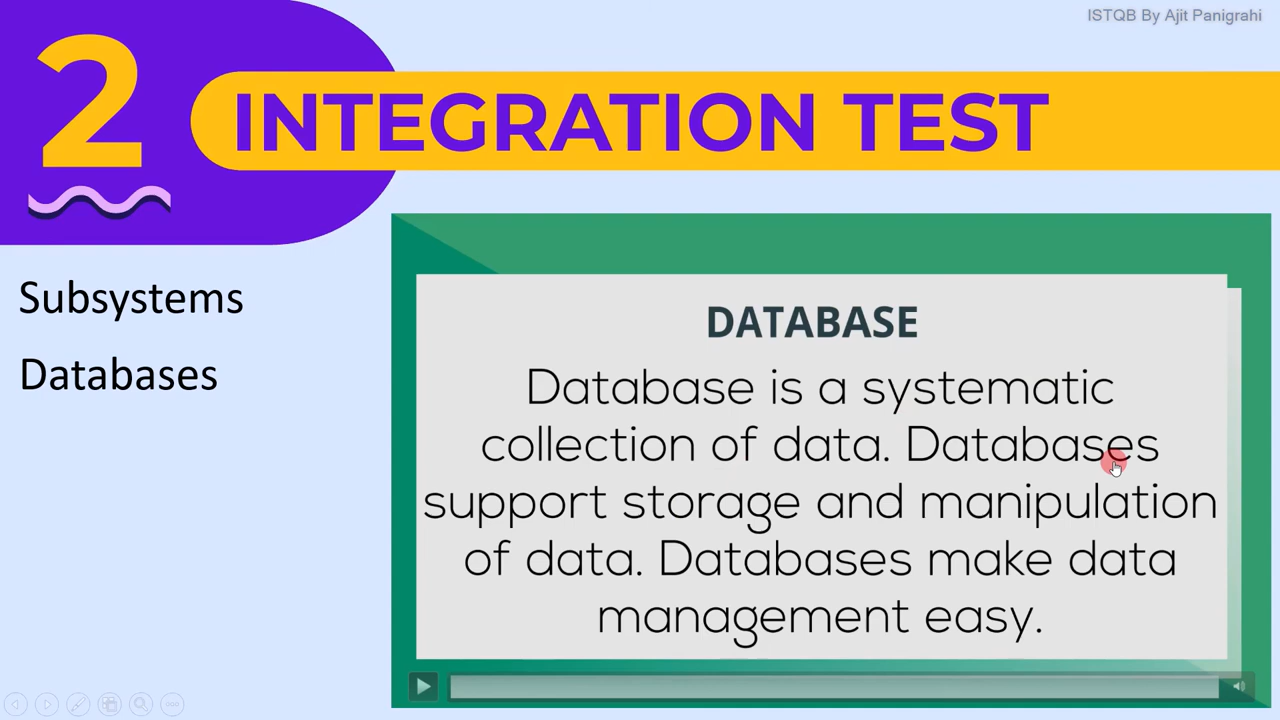 ISTQB By Ajit Panigrahi
2
INTEGRATION TEST
Subsystems
Databases
DATABASE
Database is a systematic
collection of data. Databases
support storage and manipulation
of data. Databases make data
management easy.